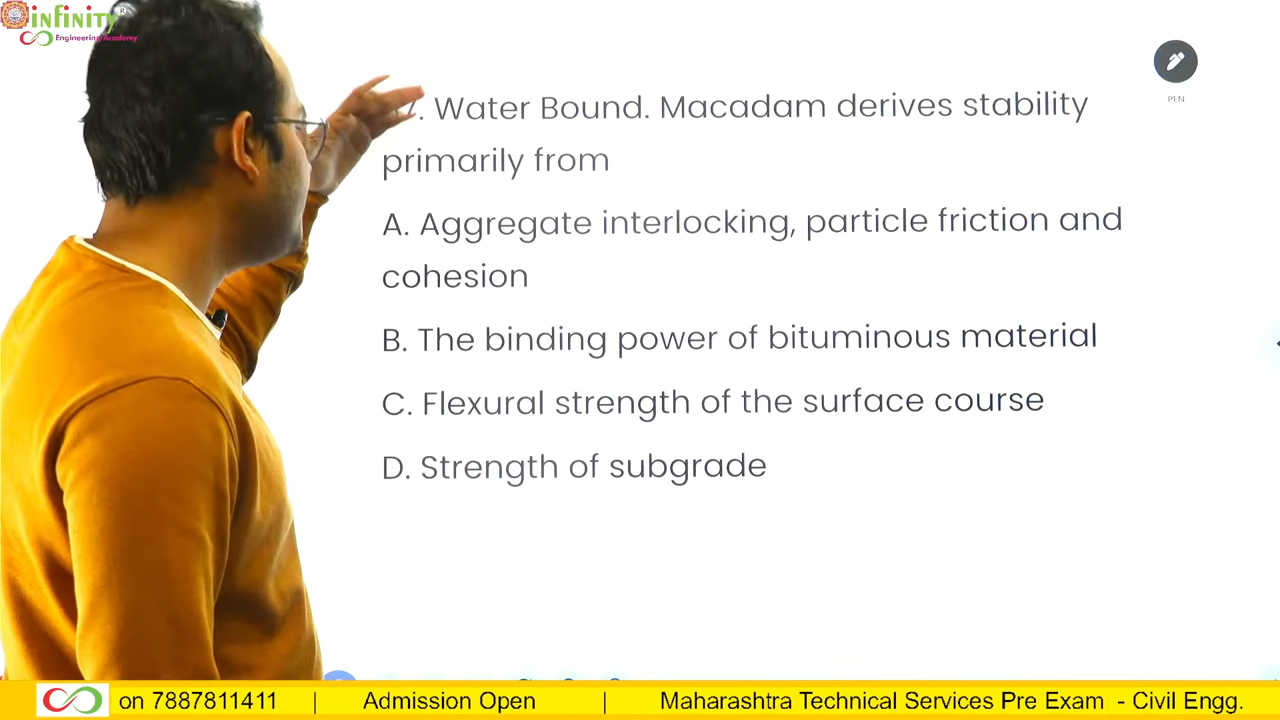 infinity
Engineering Academy
PEN
. Water Bound. Macadam derives stability
primarily from
A. Aggregate interlocking, particle friction and
cohesion
B. The binding power of bituminous material
C. Flexural strength of the surface course
D. Strength of subgrade
on 7887811411 | Admission Open | Maharashtra Technical Services Pre Exam - Civil Engg.